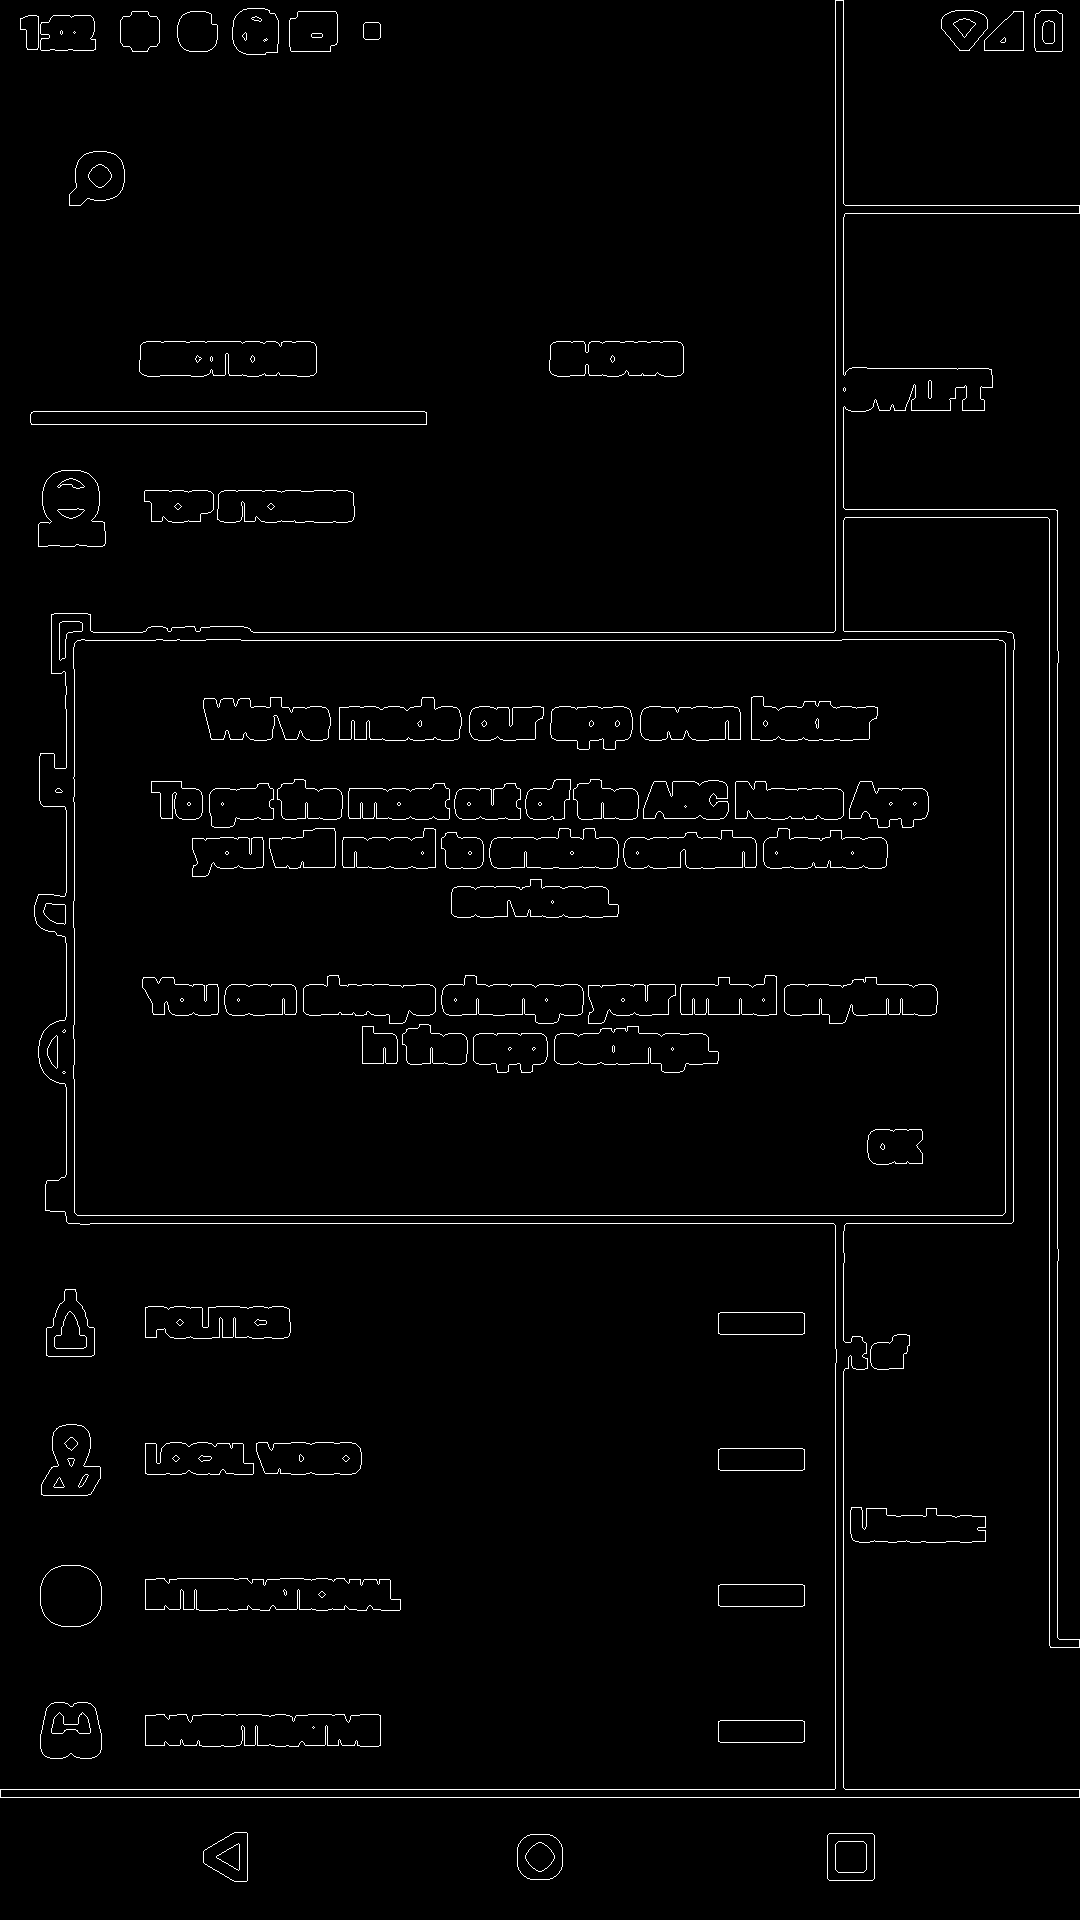 1:32
SECTIONS
SHOWS
SWIFT
TOP STORIES
We've made our app even better
To get the most out of the ABC News App
you will need to enable certain device
services.
You can always change your mind anytime
in the app settings.
OK
POLITICS
t of
LOCAL VIDEO
INTERNATIONAL
INVESTIGATIVE